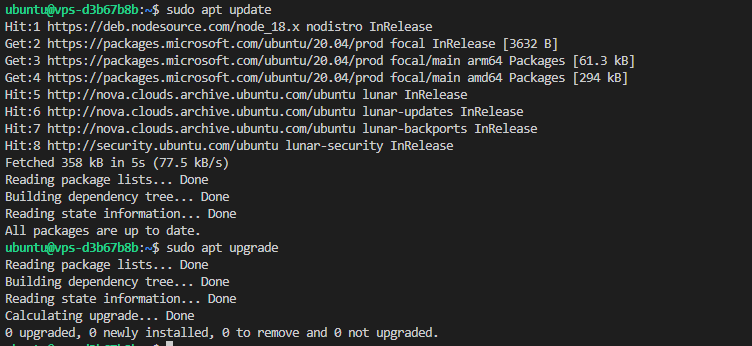 ubuntu@vps-d3b67b8b:~$ sudo apt update
Hit:1 https://deb.nodesource.com/node_18.x nodistro InRelease
Get:2 https://packages.microsoft.com/ubuntu/20.04/prod focal InRelease [3632 B]
Get:3 https://packages.microsoft.com/ubuntu/20.04/prod focal/main arm64 Packages [61.3 kB]
Get:4 https://packages.microsoft.com/ubuntu/20.04/prod focal/main amd64 Packages [294 kB]
Hit:5 http://nova.clouds.archive.ubuntu.com/ubuntu lunar InRelease
Hit:6 http://nova.clouds.archive.ubuntu.com/ubuntu lunar-updates InRelease
Hit:7 http://nova.clouds.archive.ubuntu.com/ubuntu lunar-backports InRelease
Hit:8 http://security.ubuntu.com/ubuntu lunar-security InRelease
Fetched 358 kB in 5s (77.5 kB/s)
Reading package lists... Done
Building dependency tree... Done
Reading state information... Done
All packages are up to date.
ubuntu@vps-d3b67b8b:~$ sudo apt upgrade
Reading package lists... Done
Building dependency tree... Done
Reading state information... Done
Calculating upgrade... Done
0 upgraded, 0 newly installed, 0 to remove and 0 not upgraded.